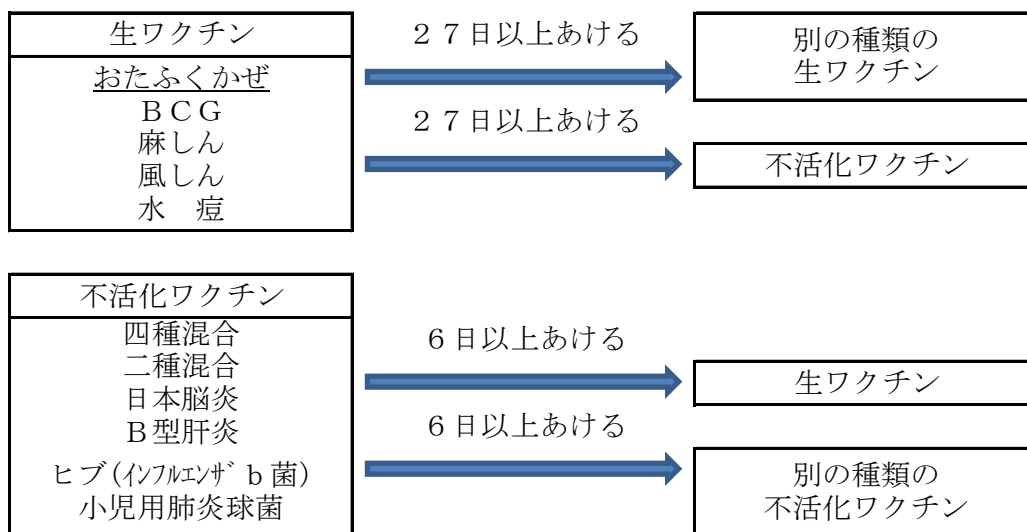 生ワクチン
おたふくかぜ
ＢＣＧ
麻しん
風しん
水　痘
２７日以上あける
２７日以上あける
別の種類の
生ワクチン
不活化ワクチン
不活化ワクチン
四種混合
二種混合
日本脳炎
Ｂ型肝炎
ヒブ(ｲﾝﾌﾙｴﾝｻﾞｂ菌)
小児用肺炎球菌
６日以上あける
６日以上あける
生ワクチン
別の種類の
不活化ワクチン